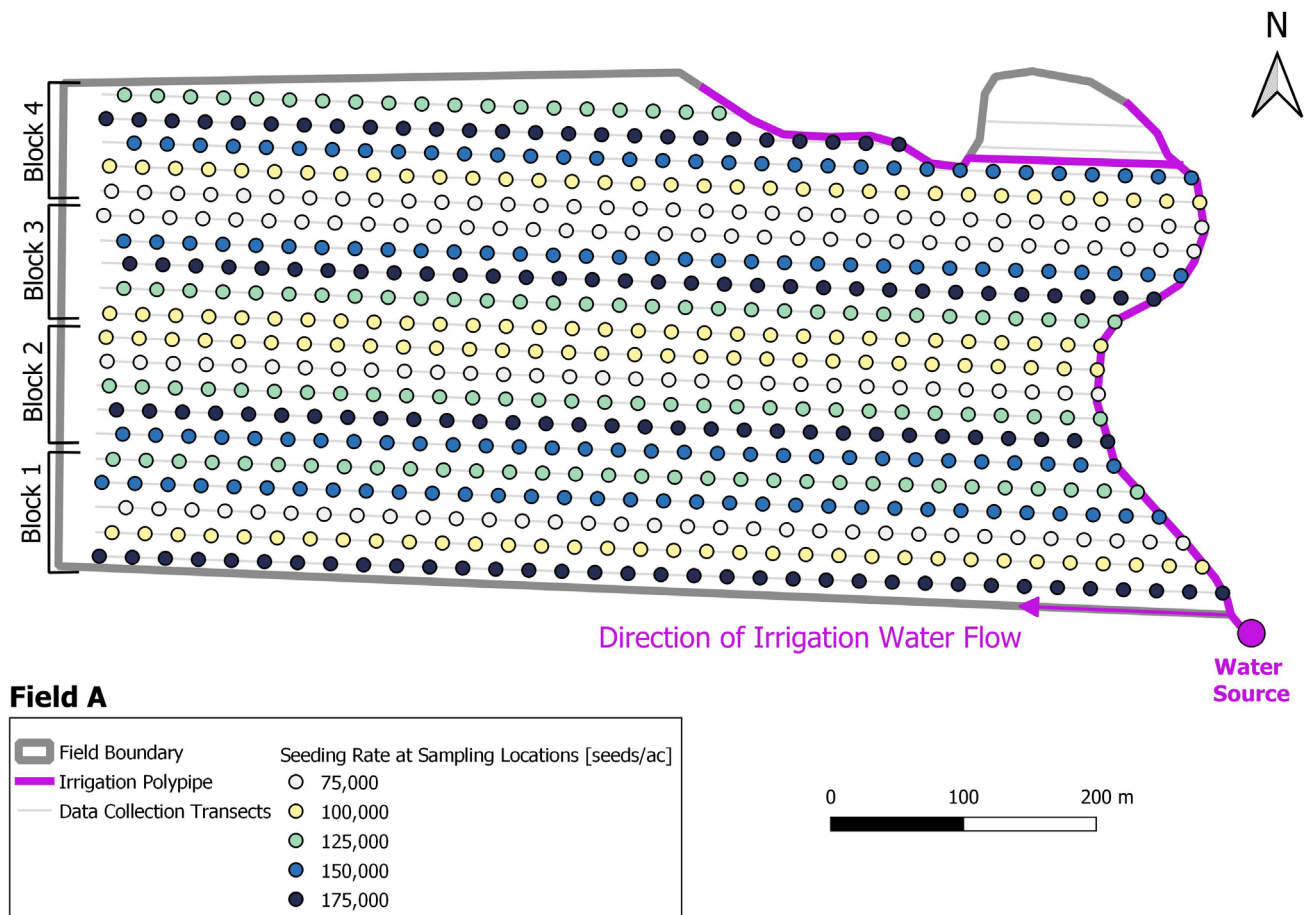 N
Block 4
Block 3
Block 2
Block 1
Direction of Irrigation Water Flow
Water
Source
Field A
Field Boundary
Irrigation Polypipe
Data Collection Transects
Seeding Rate at Sampling Locations [seeds/ac]
75,000
100,000
125,000
150,000
175,000
0 100 200 m